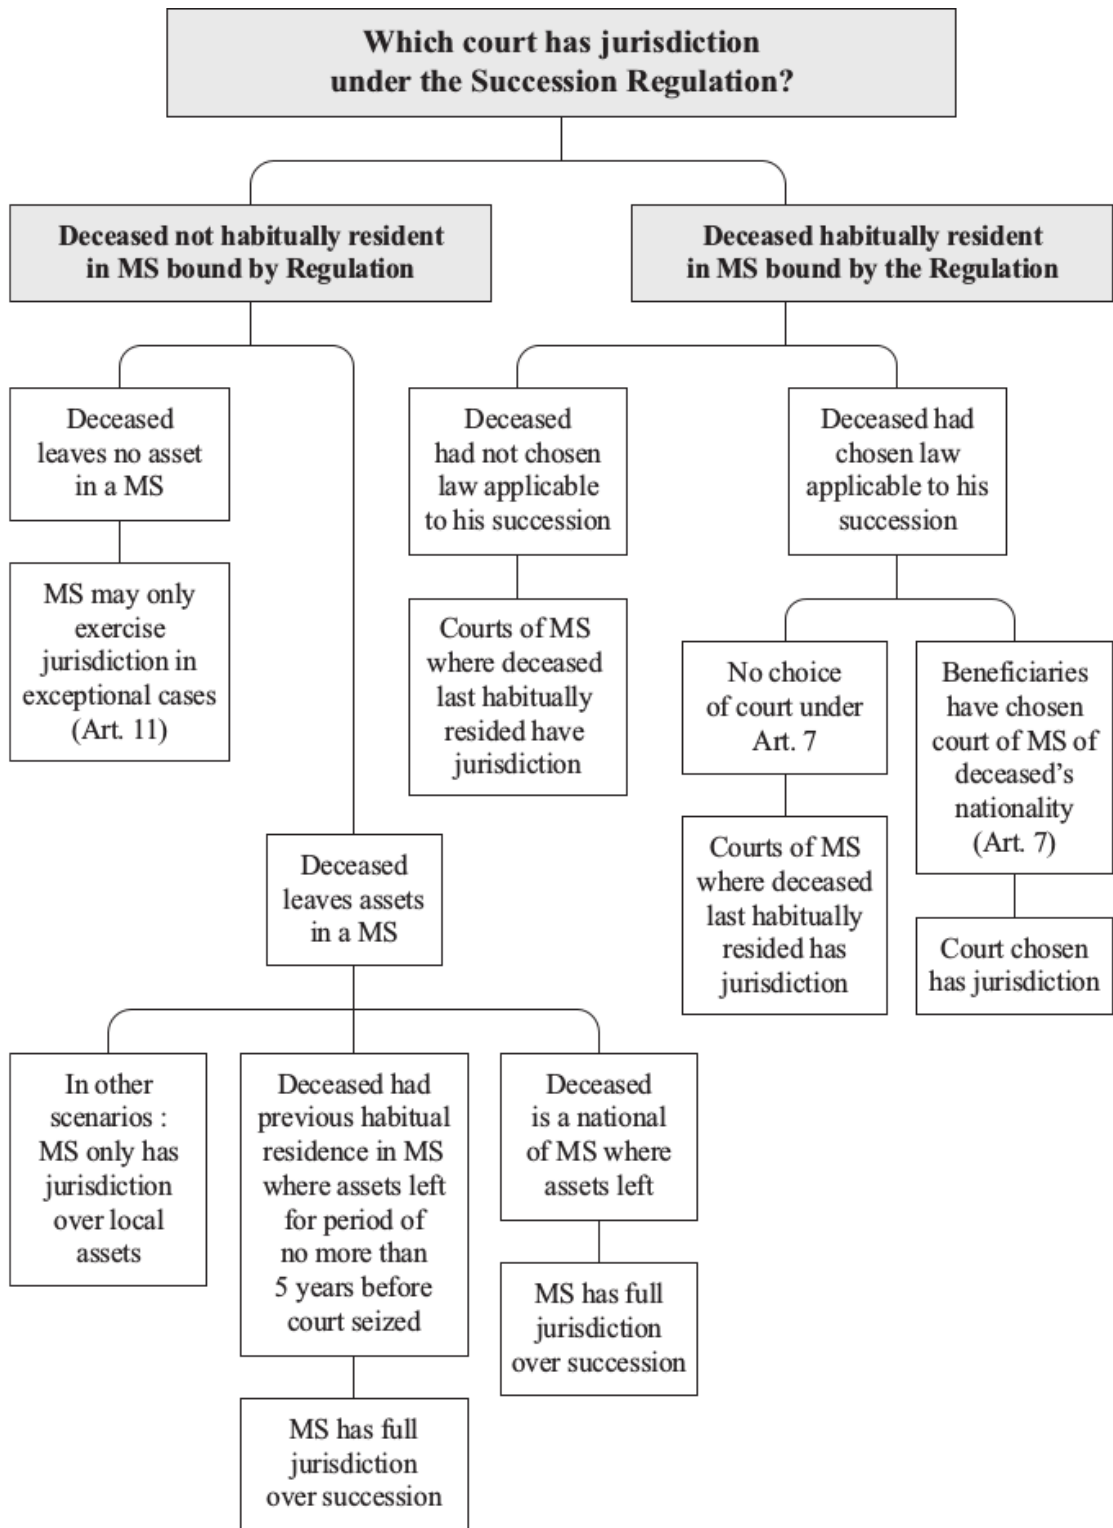 Which court has jurisdiction
under the Succession Regulation?
Deceased not habitually resident
in MS bound by Regulation
Deceased habitually resident
in MS bound by the Regulation
Deceased
leaves no asset
in a MS
MS may only
exercise
jurisdiction in
exceptional cases
(Art. 11)
Deceased
leaves assets
in a MS
In other
scenarios :
MS only has
jurisdiction
over local
assets
Deceased had
previous habitual
residence in MS
where assets left
for period of
no more than
5 years before
court seized
MS has full
jurisdiction
over succession
Deceased
is a national
of MS where
assets left
MS has full
jurisdiction
over succession
Deceased
had not chosen
law applicable
to his succession
Courts of MS
where deceased
last habitually
resided have
jurisdiction
Deceased had
chosen law
applicable to his
succession
No choice
of court under
Art. 7
Courts of MS
where deceased
last habitually
resided has
jurisdiction
Beneficiaries
have chosen
court of MS of
deceased's
nationality
(Art. 7)
Court chosen
has jurisdiction